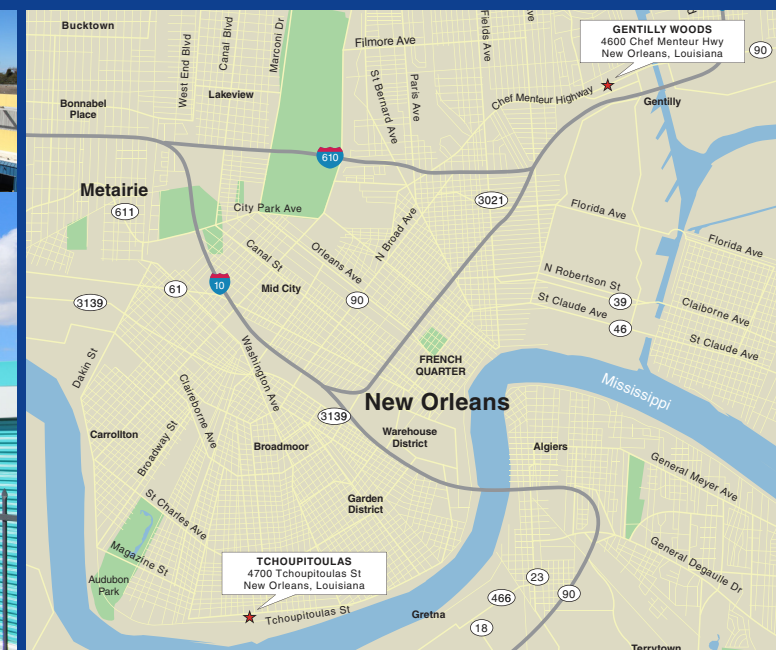 Bucktown
West End Blvd
Canal Blvd
Marconi Dr
Filmore Ave
Fields Ave
ve
GENTILLY WOODS
4600 Chef Menteur Hwy
New Orleans, Louisiana
90
Lakeview
St Bernard Ave
Paris Ave
Chef Menteur Highway
Gentilly
Bonnabel
Place
610
Metairie
611
City Park Ave
3021
N Broad Ave
Florida Ave
Florida Ave
Canal St
Orleans Ave
61
10
Mid City
90
3139
N Robertson St
39
St Claude Ave
46
Claiborne Ave
St Claude Ave
Dakin St
Washington Ave
FRENCH
QUARTER
Claireborne Ave
3139
New Orleans
Mississippi
Warehouse
District
Carrollton
Broadway St
Broadmoor
Algiers
General Meyer Ave
St Charles Ave
Garden
District
Magazine St
General Degaulle Dr
Audubon
Park
TCHOUPITOULAS
4700 Tchoupitoulas St
New Orleans, Louisiana
Tchoupitoulas St
Gretna
23
466
90
18
Terrytown